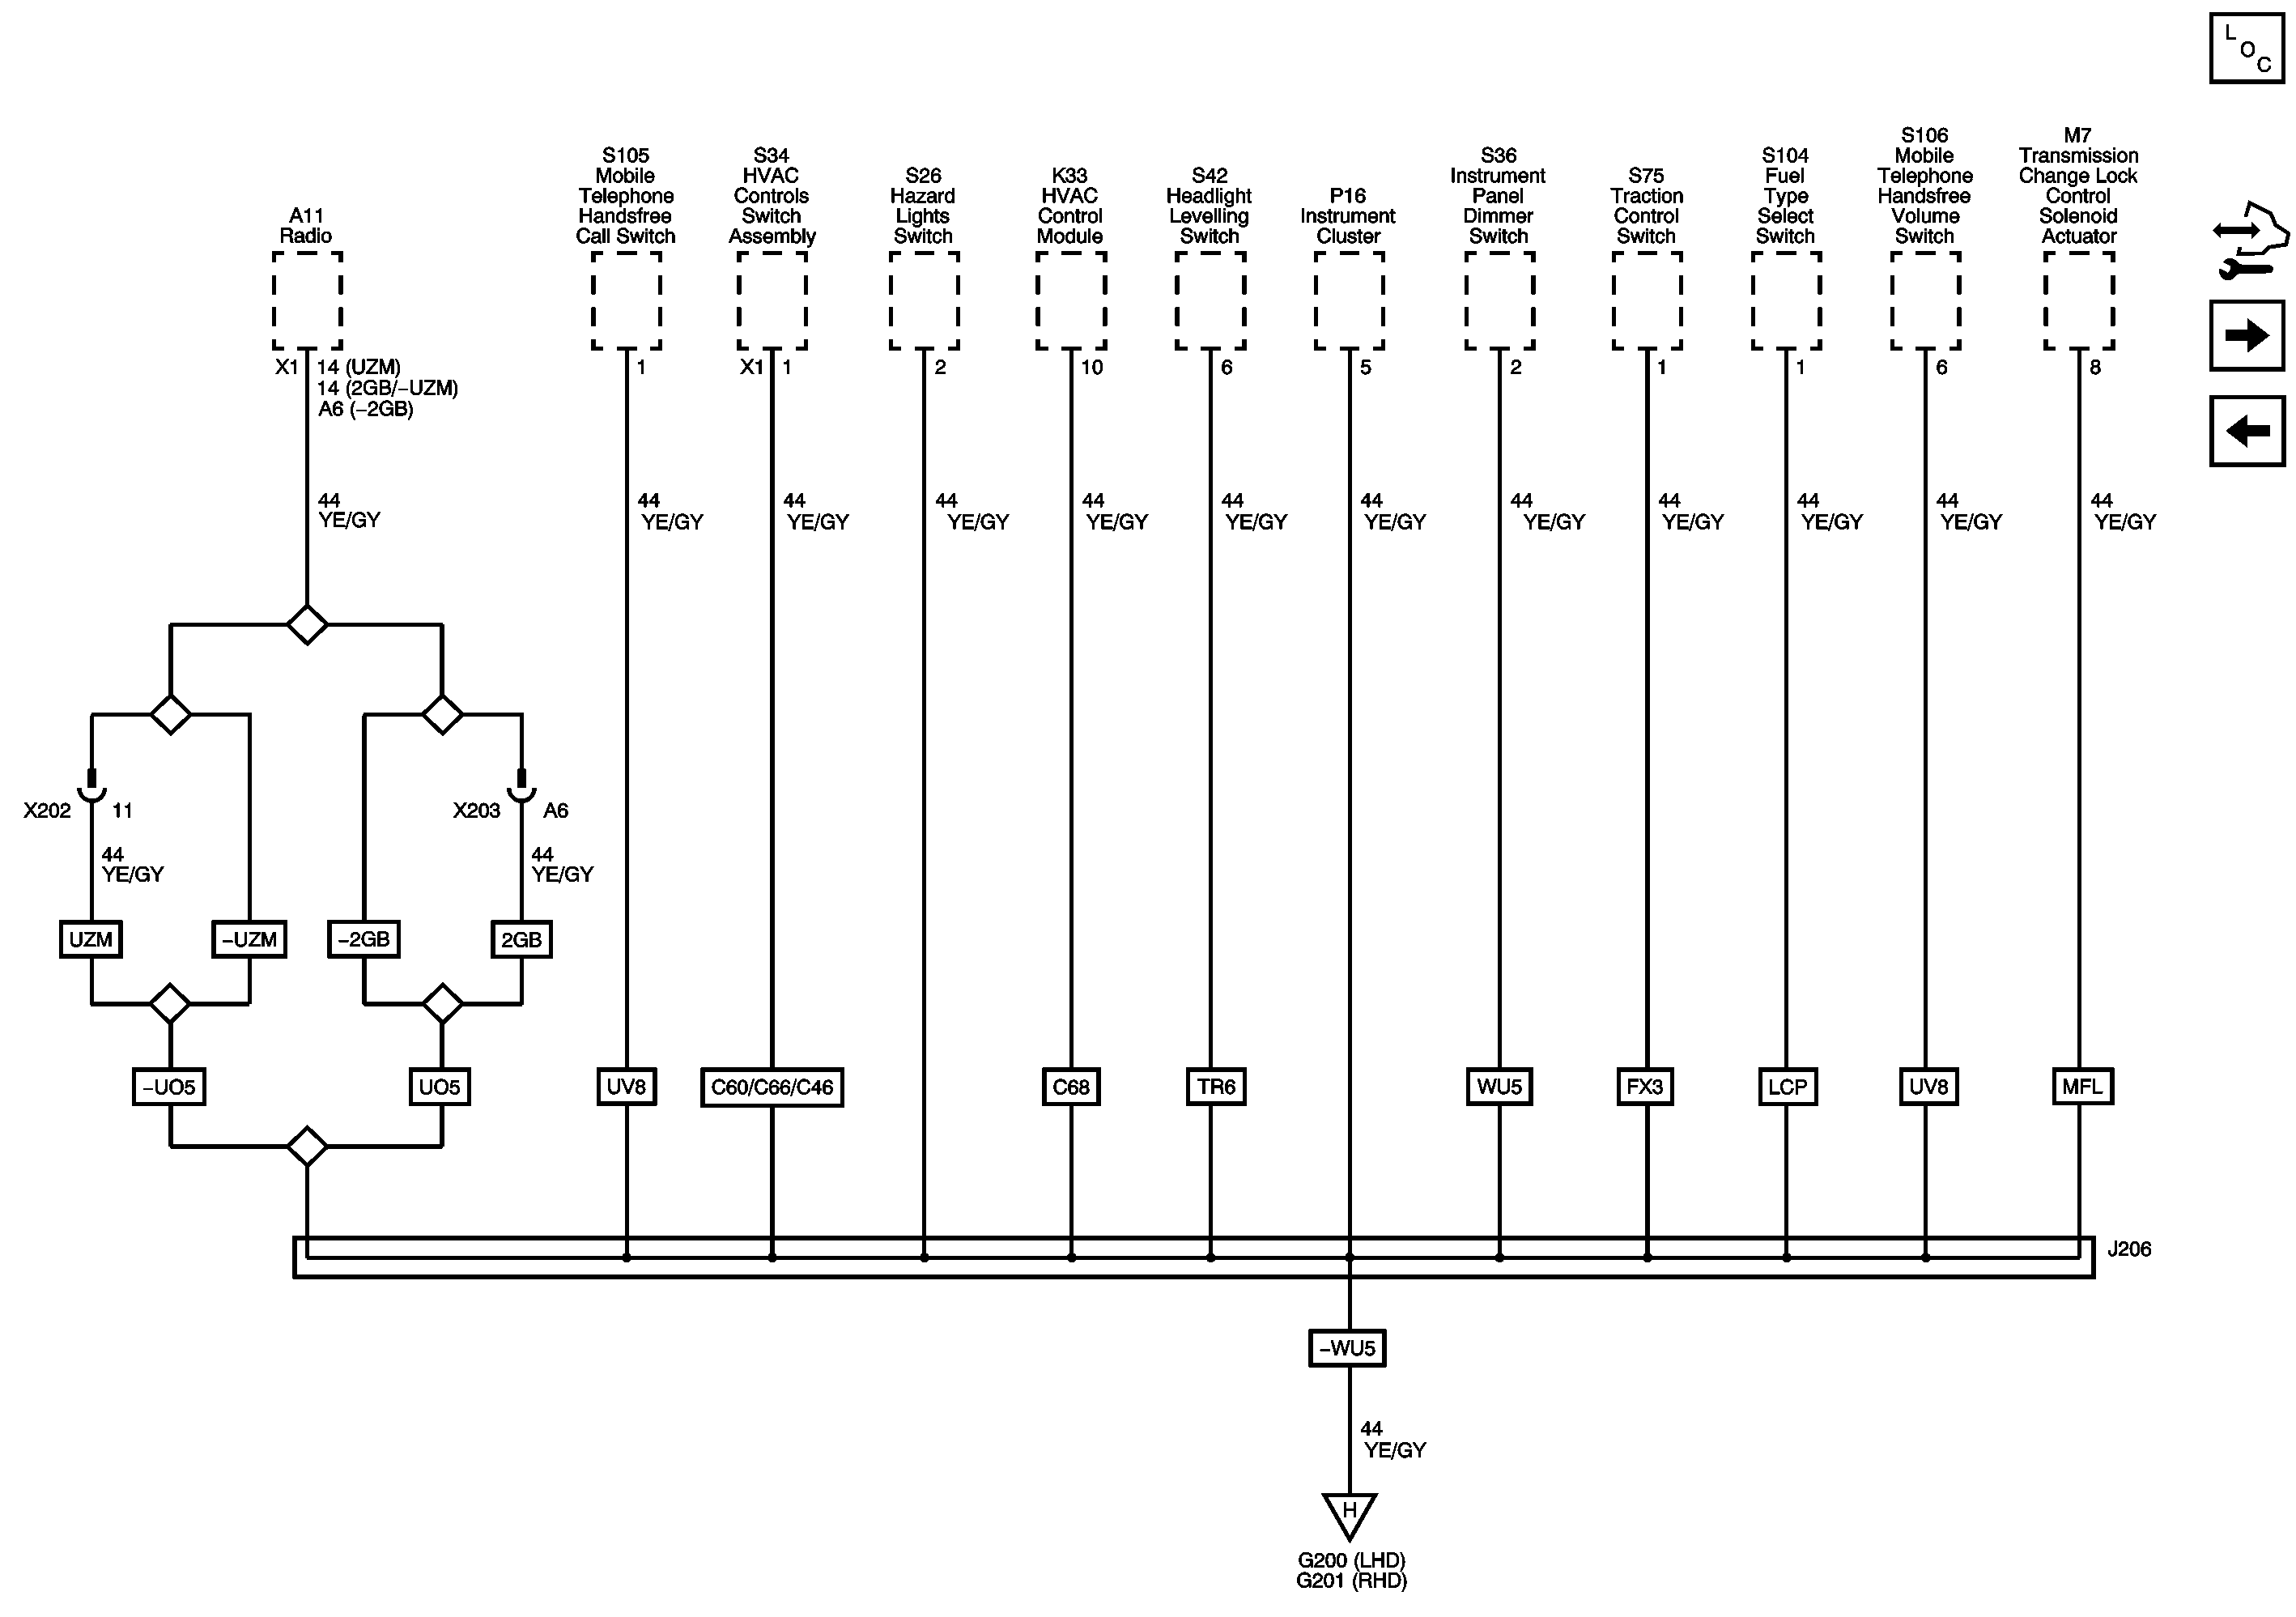 L
O
C
A11
Radio
X1 14 (UZM)
14 (2GB/-UZM)
A6 (-2GB)
44
YE/GY
X202 11
44
YE/GY
X203 A6
44
YE/GY
UZM
-UZM
-2GB
2GB
-UO5
UO5
S105
Mobile
Telephone
Handsfree
Call Switch
1
44
YE/GY
UV8
S34
HVAC
Controls
Switch
Assembly
X1 1
44
YE/GY
C60/C66/C46
S26
Hazard
Lights
Switch
2
44
YE/GY
K33
HVAC
Control
Module
10
44
YE/GY
C68
S42
Headlight
Levelling
Switch
6
44
YE/GY
TR6
P16
Instrument
Cluster
5
44
YE/GY
S36
Instrument
Panel
Dimmer
Switch
2
44
YE/GY
WU5
S75
Traction
Control
Switch
1
44
YE/GY
FX3
S104
Fuel
Type
Select
Switch
1
44
YE/GY
LCP
S106
Mobile
Telephone
Handsfree
Volume
Switch
6
44
YE/GY
UV8
M7
Transmission
Change Lock
Control
Solenoid
Actuator
8
44
YE/GY
MFL
J206
-WU5
44
YE/GY
H
G200 (LHD)
G201 (RHD)